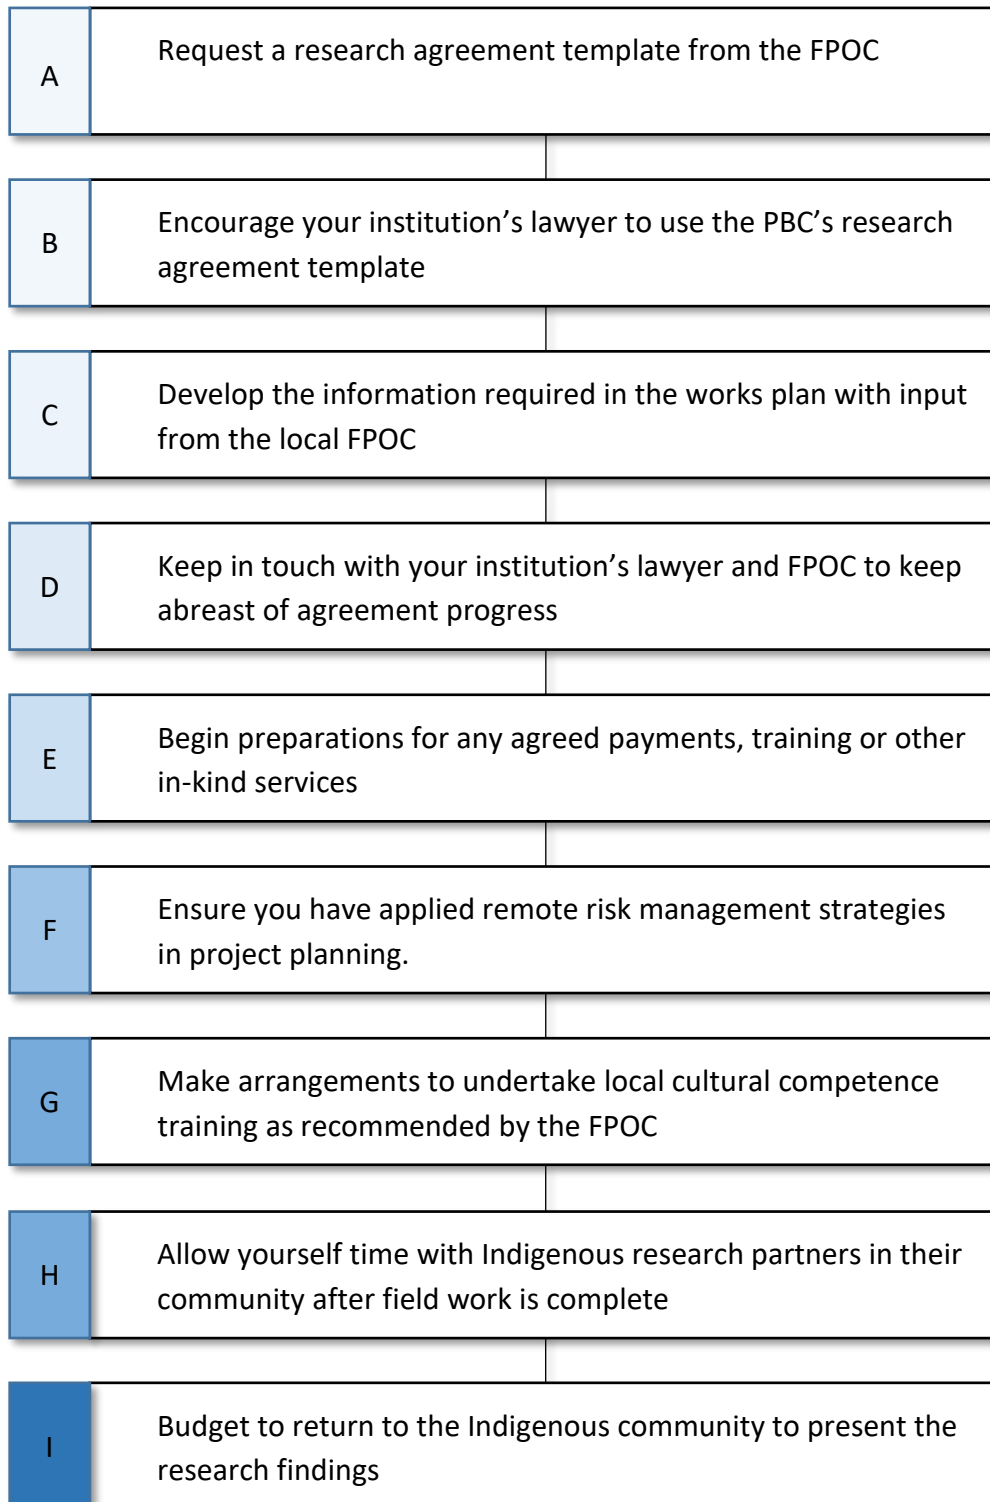 A
Request a research agreement template from the FPOC
B
Encourage your institution’s lawyer to use the PBC’s research
agreement template
C
Develop the information required in the works plan with input
from the local FPOC
D
Keep in touch with your institution’s lawyer and FPOC to keep
abreast of agreement progress
E
Begin preparations for any agreed payments, training or other
in-kind services
F
Ensure you have applied remote risk management strategies
in project planning.
G
Make arrangements to undertake local cultural competence
training as recommended by the FPOC
H
Allow yourself time with Indigenous research partners in their
community after field work is complete
I
Budget to return to the Indigenous community to present the
research findings